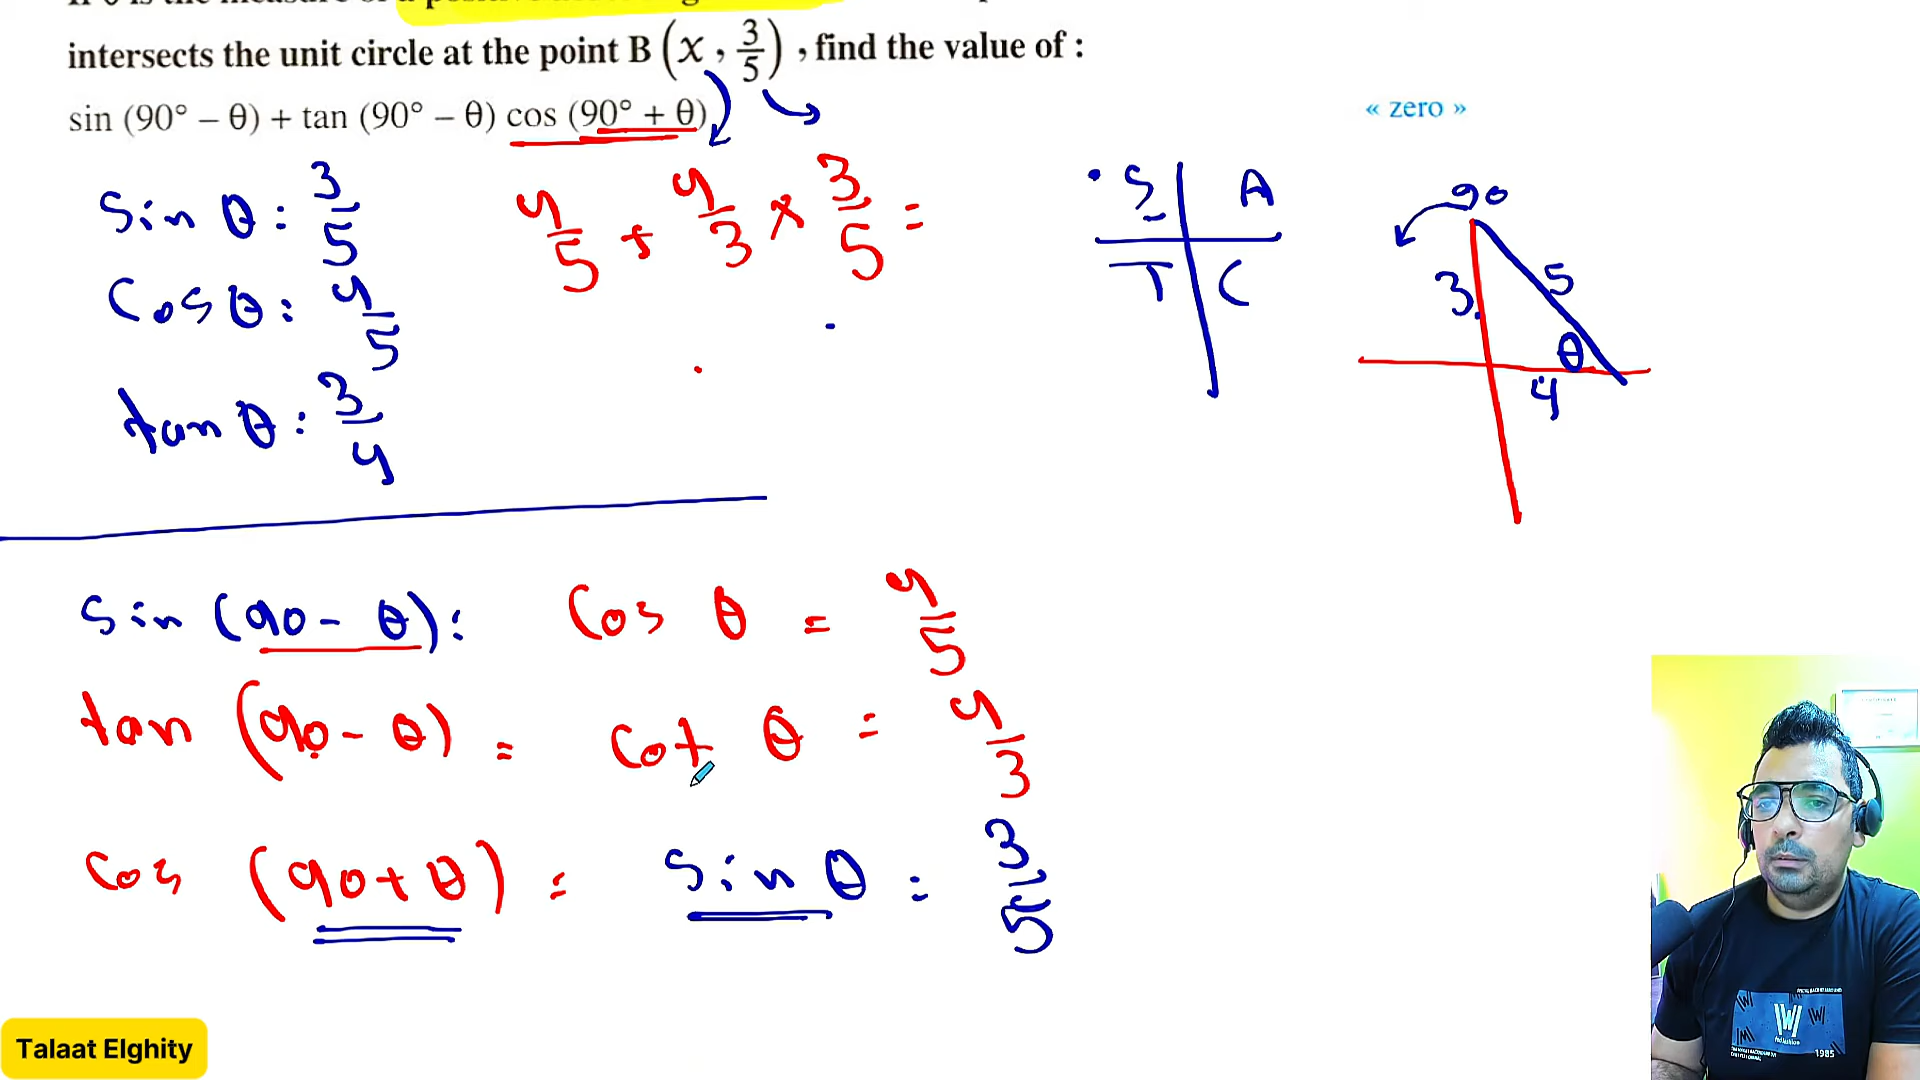 intersects the unit circle at the point B (x , 3/5) , find the value of :
sin (90° – θ) + tan (90° – θ) cos (90° + θ)
« zero »
sin θ : 3/5
4/5 + 4/3 × 3/5 =
S A
T C
90
3
5
θ
4
Cos θ : 4/5
tan θ : 3/4
sin (90 - θ) : Cos θ = 4/5
tan (90 - θ) = Cot θ = 4/3
Cos (90 + θ) = sin θ = 3/5
Talaat Elghity
W
1985